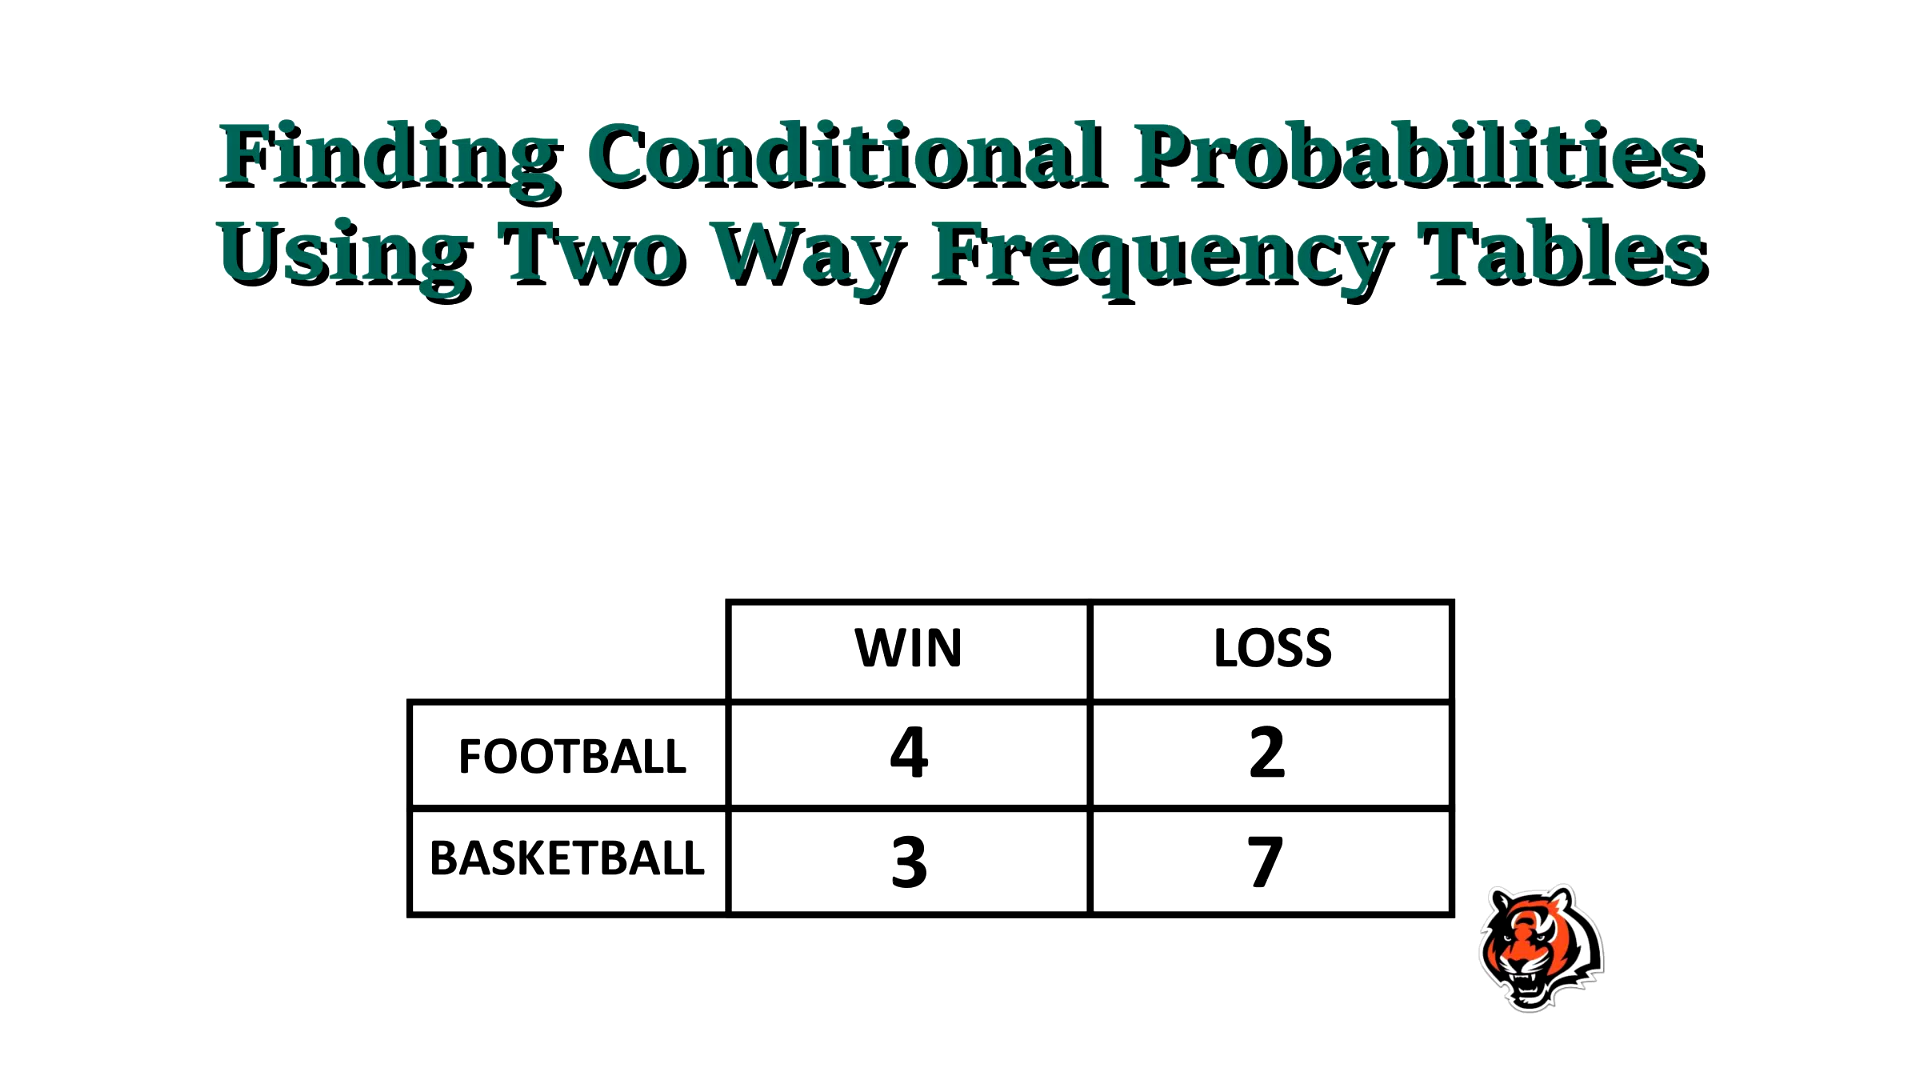 Finding Conditional Probabilities
Using Two Way Frequency Tables
WIN LOSS
FOOTBALL 4 2
BASKETBALL 3 7